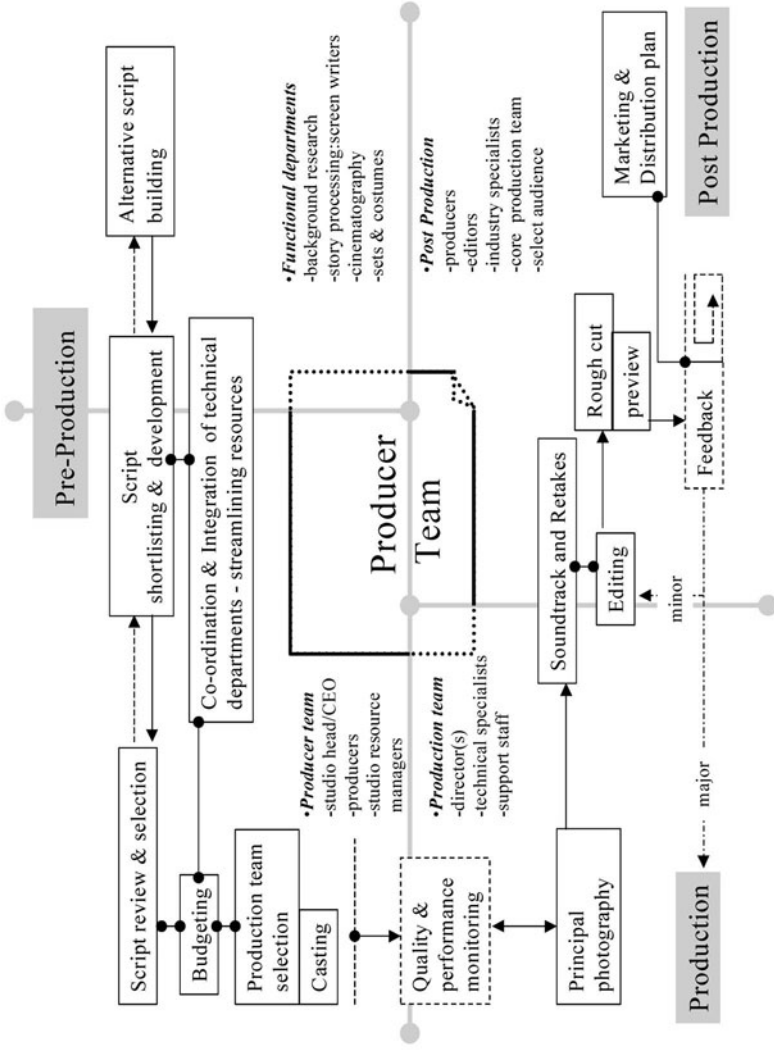 Pre-Production
Script review & selection
Script
shortlisting & development
Alternative script
building
Budgeting
Co-ordination & Integration of technical
departments - streamlining resources
Production team
selection
Casting
•Producer team
-studio head/CEO
-producers
-studio resource
managers
•Functional departments
-background research
-story processing:screen writers
-cinematography
-sets & costumes
Producer
Team
Quality &
performance
monitoring
•Production team
-director(s)
-technical specialists
-support staff
•Post Production
-producers
-editors
-industry specialists
-core production team
-select audience
Principal
photography
Soundtrack and Retakes
Editing
Rough cut
preview
Marketing &
Distribution plan
minor
major
Feedback
Production
Post Production